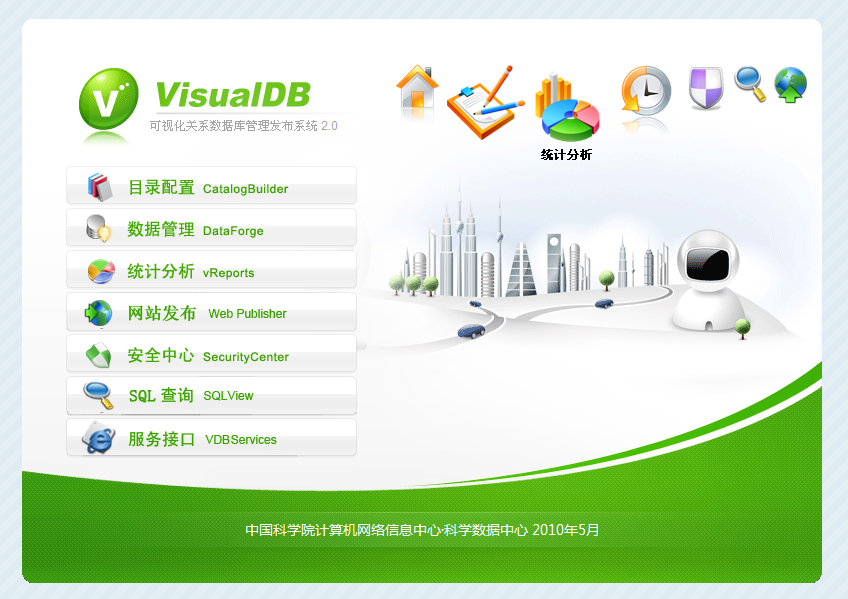 VisualDB
可视化关系数据库管理发布系统 2.0
统计分析
目录配置 CatalogBuilder
数据管理 DataForge
统计分析 vReports
网站发布 Web Publisher
安全中心 SecurityCenter
SQL 查询 SQLView
服务接口 VDBServices
中国科学院计算机网络信息中心·科学数据中心 2010年5月